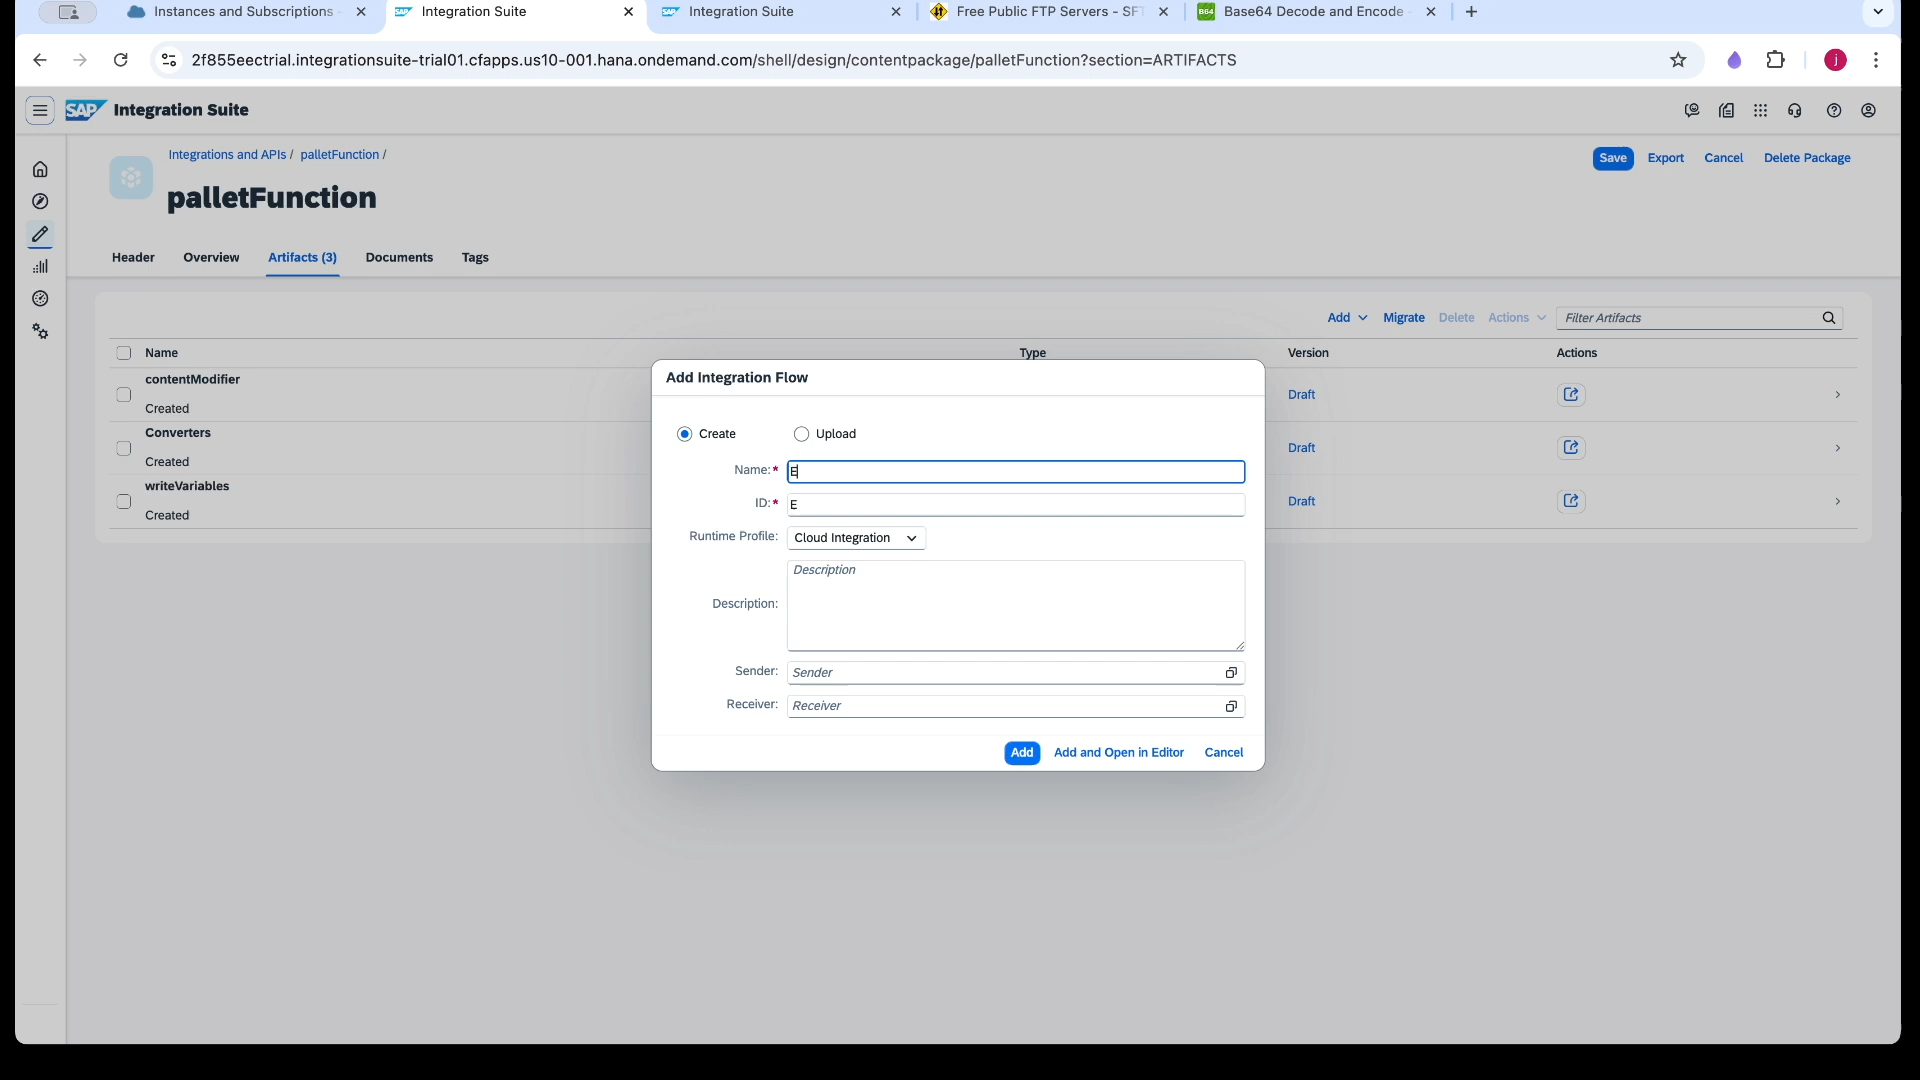 Instances and Subscriptions
Integration Suite
Integration Suite
Free Public FTP Servers - SFT
Base64 Decode and Encode -
2f855eectrial.integrationsuite-trial01.cfapps.us10-001.hana.ondemand.com/shell/design/contentpackage/palletFunction?section=ARTIFACTS
SAP Integration Suite
Integrations and APIs / palletFunction /
Save Export Cancel Delete Package
palletFunction
Header Overview Artifacts (3) Documents Tags
Add Migrate Delete Actions Filter Artifacts
Name Type Version Actions
contentModifier
Created
Draft
Converters
Created
Draft
writeVariables
Created
Draft
Add Integration Flow
Create Upload
Name:* E
ID:* E
Runtime Profile: Cloud Integration
Description: Description
Sender: Sender
Receiver: Receiver
Add Add and Open in Editor Cancel
j
B64